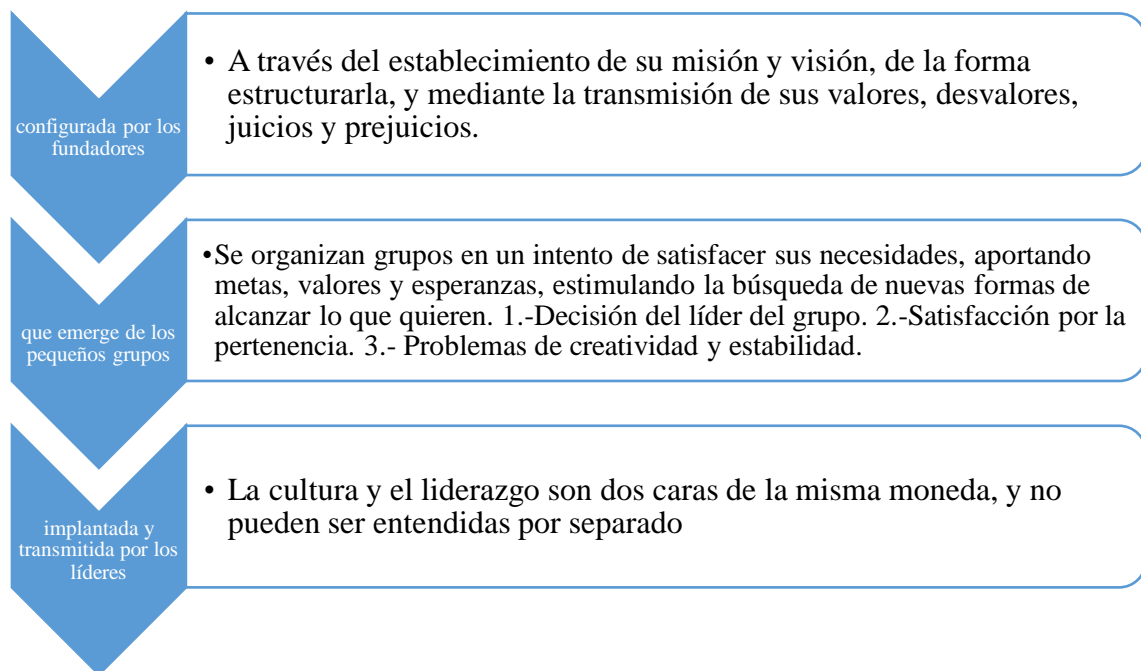 configurada por los
fundadores
• A través del establecimiento de su misión y visión, de la forma
estructurarla, y mediante la transmisión de sus valores, desvalores,
juicios y prejuicios.
que emerge de los
pequeños grupos
•Se organizan grupos en un intento de satisfacer sus necesidades, aportando
metas, valores y esperanzas, estimulando la búsqueda de nuevas formas de
alcanzar lo que quieren. 1.-Decisión del líder del grupo. 2.-Satisfacción por la
pertenencia. 3.- Problemas de creatividad y estabilidad.
implantada y
transmitida por los
líderes
• La cultura y el liderazgo son dos caras de la misma moneda, y no
pueden ser entendidas por separado